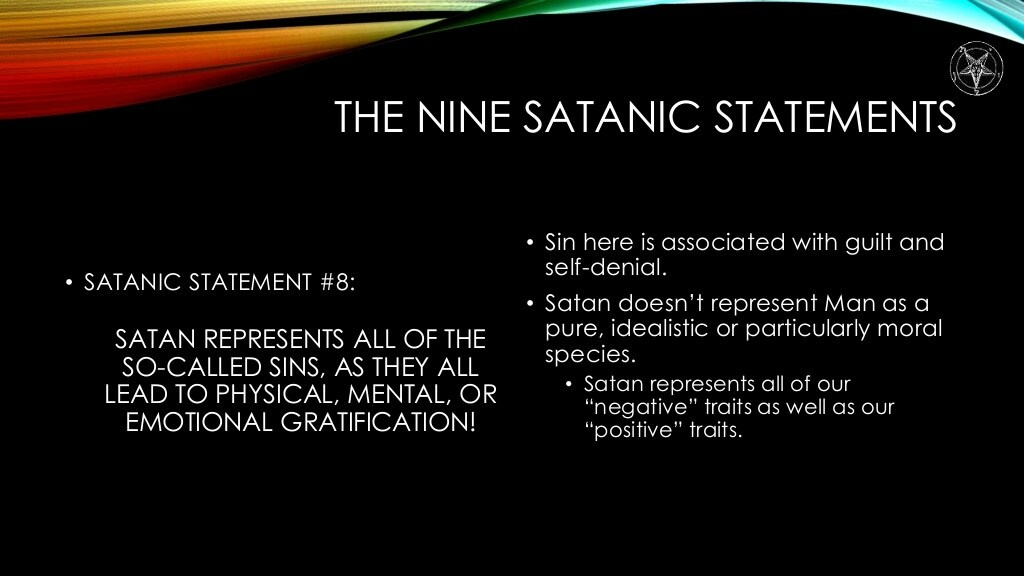 THE NINE SATANIC STATEMENTS
• SATANIC STATEMENT #8:
SATAN REPRESENTS ALL OF THE
SO-CALLED SINS, AS THEY ALL
LEAD TO PHYSICAL, MENTAL, OR
EMOTIONAL GRATIFICATION!
• Sin here is associated with guilt and
self-denial.
• Satan doesn’t represent Man as a
pure, idealistic or particularly moral
species.
• Satan represents all of our
“negative” traits as well as our
“positive” traits.